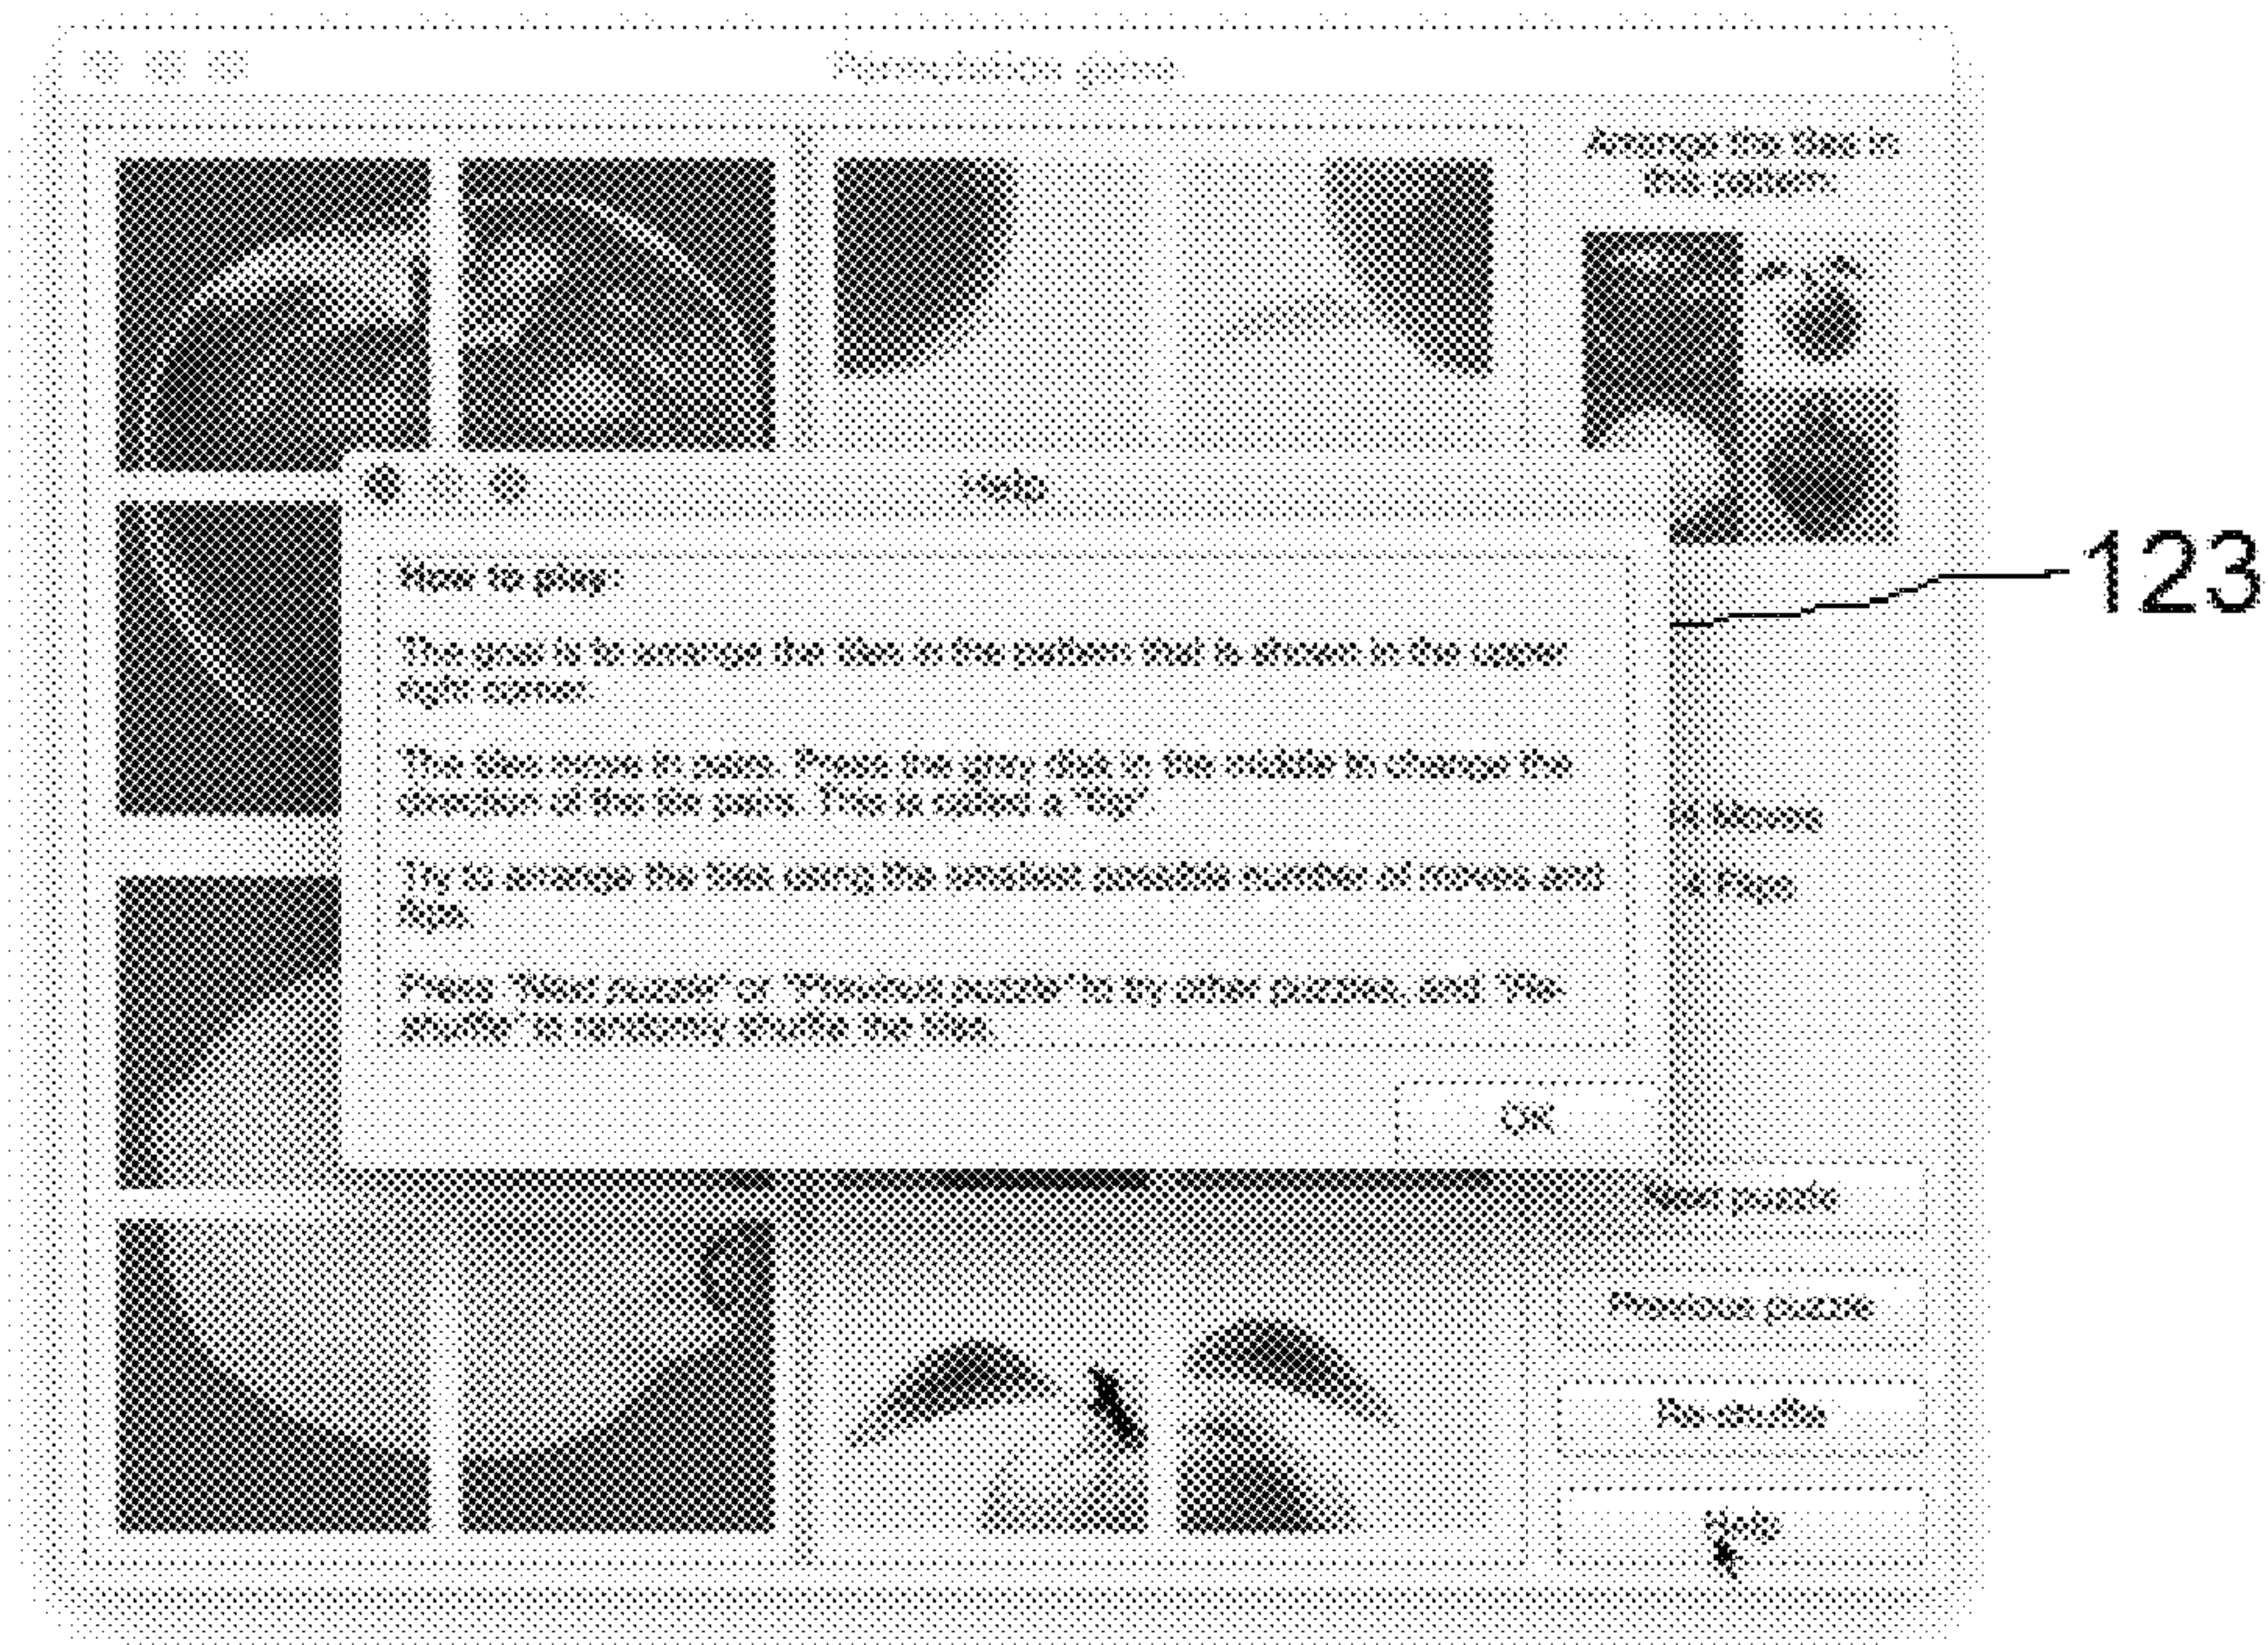 Permutation game
Arrange the tiles in
this pattern:
Help
123
How to play:
The goal is to arrange the tiles in the pattern that is shown in the upper
right corner.
The tiles move in pairs. Press the gray disk in the middle to change the
direction of the tile pairs. This is called a "flip".
Try to arrange the tiles using the smallest possible number of moves and
flips.
Press "Next puzzle" or "Previous puzzle" to try other puzzles, and "Re-
shuffle" to randomly shuffle the tiles.
OK
Moves
Flips
Next puzzle
Previous puzzle
Re-shuffle
Help